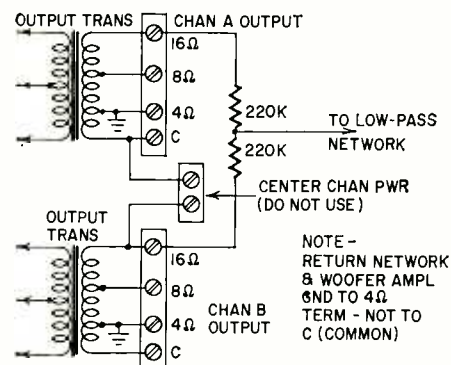 OUTPUT TRANS
CHAN A OUTPUT
16Ω
8Ω
4Ω
C
220K
220K
TO LOW-PASS
NETWORK
CENTER CHAN PWR
(DO NOT USE)
OUTPUT
TRANS
16Ω
8Ω
4Ω
C
CHAN B
OUTPUT
NOTE -
RETURN NETWORK
& WOOFER AMPL
GND TO 4Ω
TERM - NOT TO
C (COMMON)